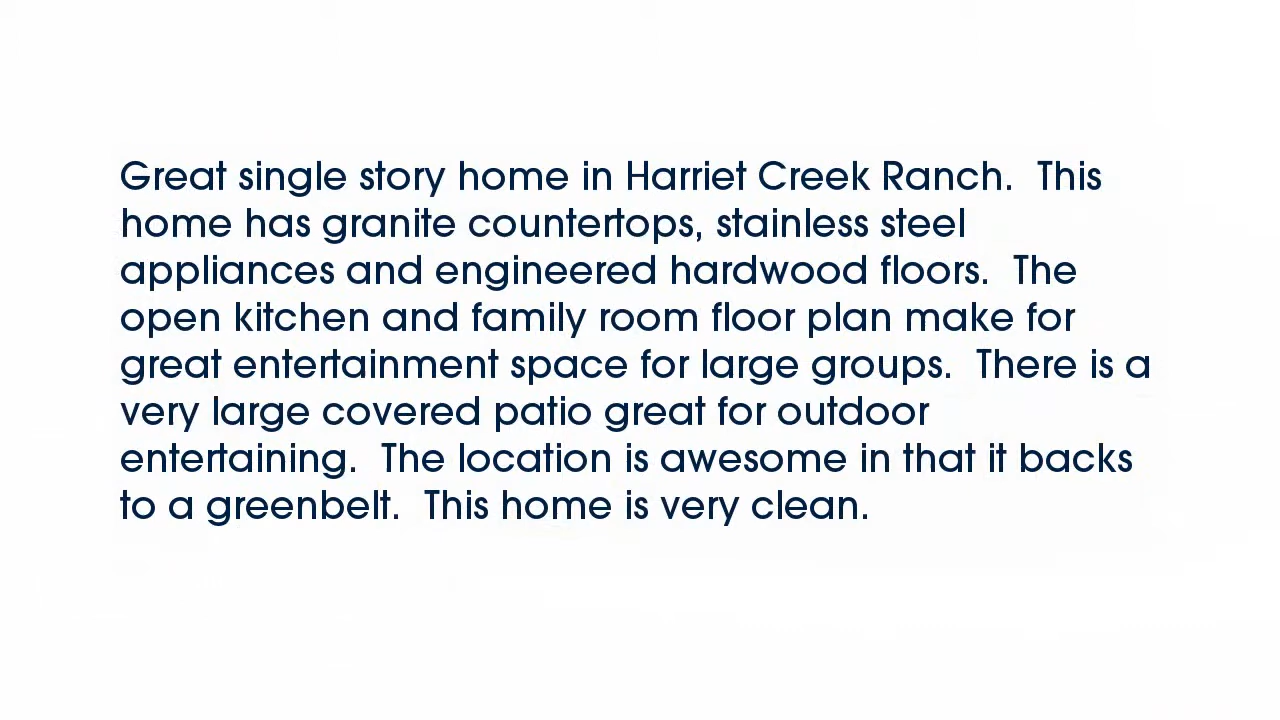 Great single story home in Harriet Creek Ranch.  This
home has granite countertops, stainless steel
appliances and engineered hardwood floors.  The
open kitchen and family room floor plan make for
great entertainment space for large groups.  There is a
very large covered patio great for outdoor
entertaining.  The location is awesome in that it backs
to a greenbelt.  This home is very clean.